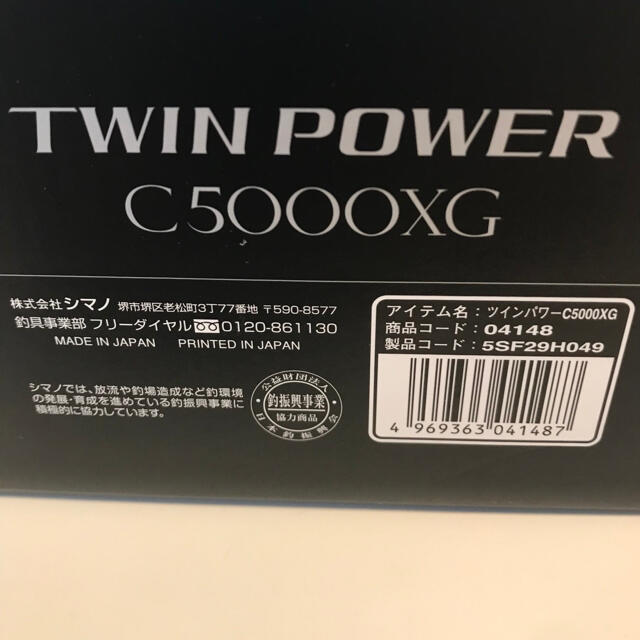 TWIN POWER
C5000XG
株式会社シマノ 堺市堺区老松町3丁77番地 〒590-8577
釣具事業部 フリーダイヤル 0120-861130
MADE IN JAPAN PRINTED IN JAPAN
シマノでは、放流や釣場造成など釣環境
の発展・育成を進めている釣振興事業に
積極的に協力しています。
公益財団法人
釣振興事業
協力商品
日本釣振興会
アイテム名：ツインパワーC5000XG
商品コード：04148
製品コード：5SF29H049
4 969363 041487